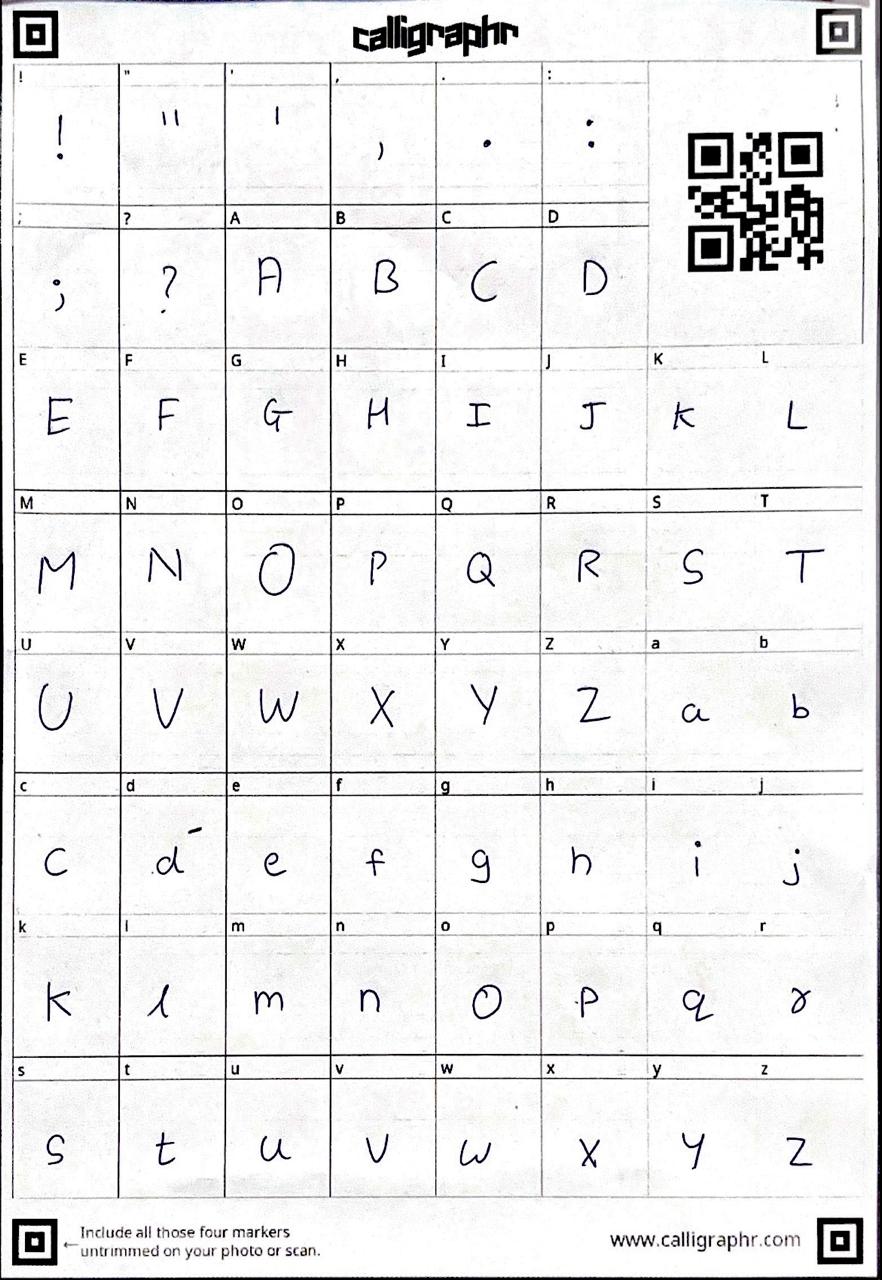 calligraphr
! " ' , . :
! " ' , . :
; ? A B C D
; ? A B C D
E F G H I J K L
E F G H I J K L
M N O P Q R S T
M N O P Q R S T
U V W X Y Z a b
U V W X Y Z a b
c d e f g h i j
c d e f g h i j
k l m n o p q r
k l m n o p q r
s t u v w x y z
s t u v w x y z
Include all those four markers
←untrimmed on your photo or scan.
www.calligraphr.com